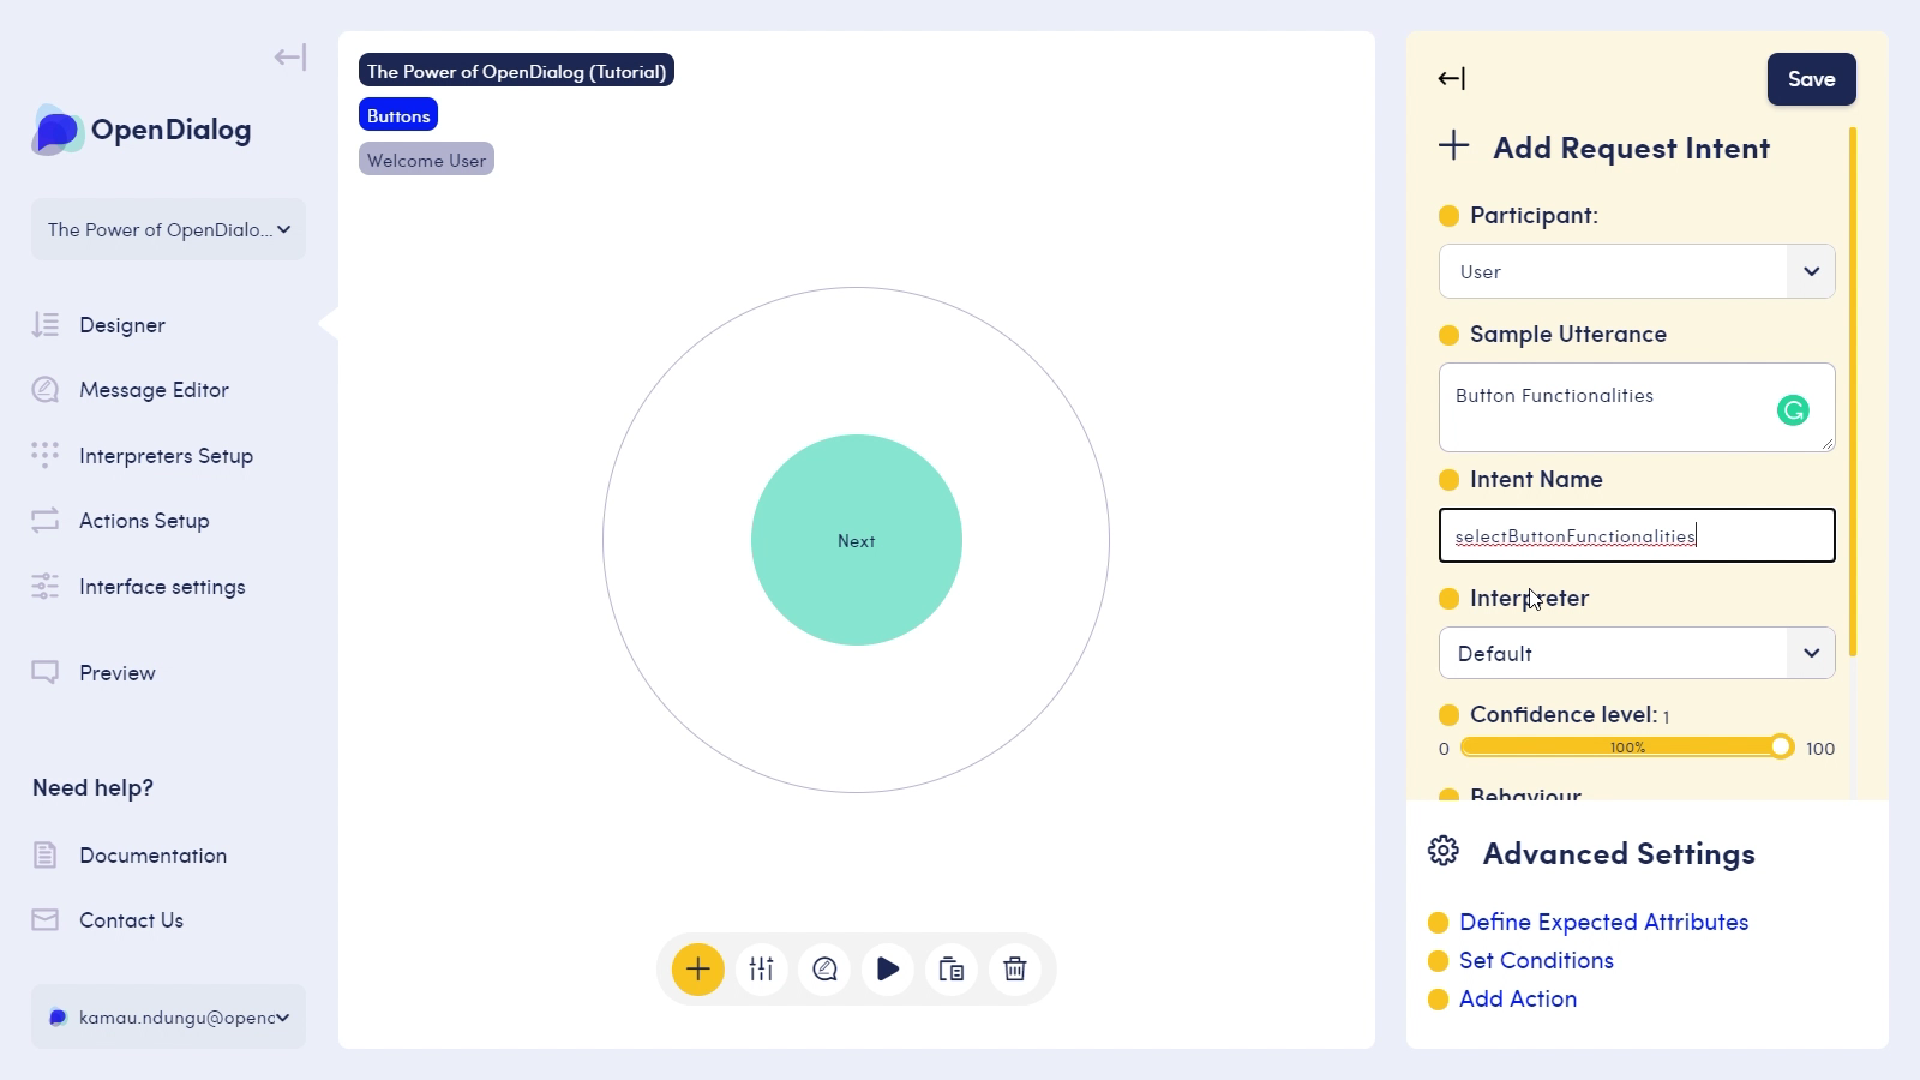 OpenDialog
The Power of OpenDialo...
Designer
Message Editor
Interpreters Setup
Actions Setup
Interface settings
Preview
Need help?
Documentation
Contact Us
kamau.ndungu@openc
The Power of OpenDialog (Tutorial)
Buttons
Welcome User
Next
Save
Add Request Intent
Participant:
User
Sample Utterance
Button Functionalities
Intent Name
selectButtonFunctionalities
Interpreter
Default
Confidence level: 1
0 100% 100
Behaviour
Advanced Settings
Define Expected Attributes
Set Conditions
Add Action